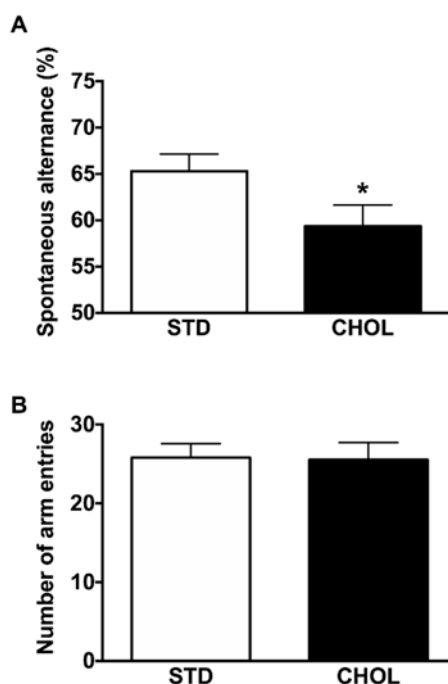 A
Spontaneous alternance (%)
75
70
65
60
55
50
*
STD
CHOL
B
Number of arm entries
30
20
10
0
STD
CHOL